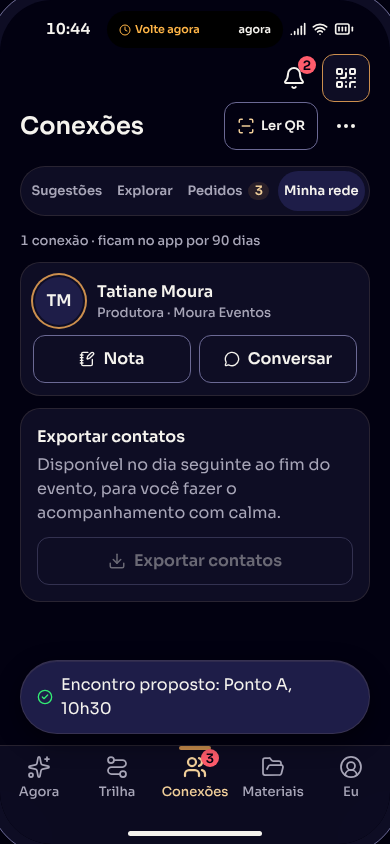 10:44
Volte agora
agora
2
Conexões
Ler QR
Sugestões
Explorar
Pedidos 3
Minha rede
1 conexão · ficam no app por 90 dias
TM
Tatiane Moura
Produtora · Moura Eventos
Nota
Conversar
Exportar contatos
Disponível no dia seguinte ao fim do
evento, para você fazer o
acompanhamento com calma.
Exportar contatos
Encontro proposto: Ponto A,
10h30
3
Agora
Trilha
Conexões
Materiais
Eu